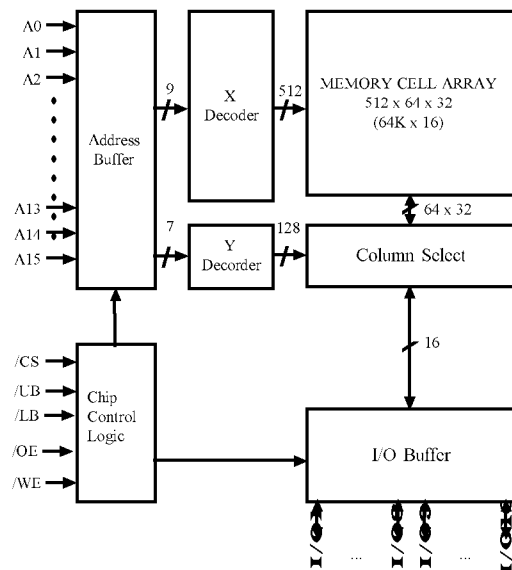 A0
A1
A2
A13
A14
A15
Address
Buffer
9
X
Decoder
512
MEMORY CELL ARRAY
512 x 64 x 32
(64K x 16)
64 x 32
7
Y
Decorder
128
Column Select
16
/CS
/UB
/LB
/OE
/WE
Chip
Control
Logic
I/O Buffer
... ...